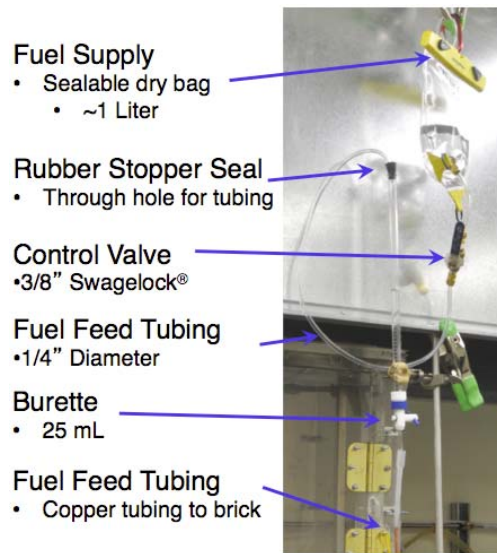 Fuel Supply
• Sealable dry bag
• ~1 Liter
Rubber Stopper Seal
• Through hole for tubing
Control Valve
•3/8” Swagelock®
Fuel Feed Tubing
•1/4” Diameter
Burette
• 25 mL
Fuel Feed Tubing
• Copper tubing to brick